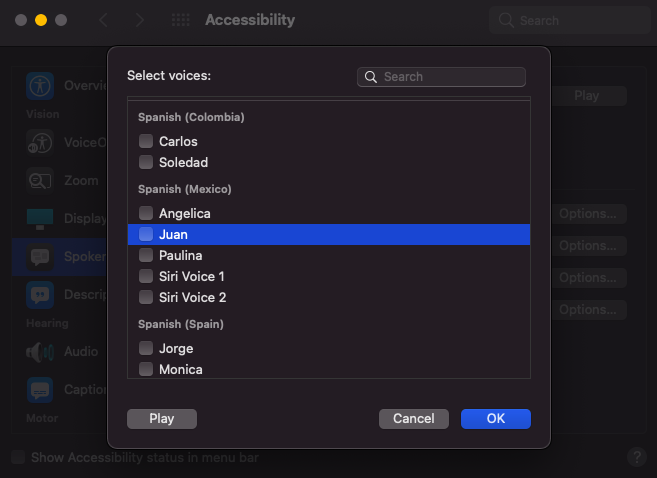 Accessibility
Search
Select voices:
Search
Overvie
Play
Vision
Spanish (Colombia)
VoiceO
Carlos
Soledad
Zoom
Spanish (Mexico)
Display
Angelica
Options...
Juan
Spoken
Paulina
Options...
Siri Voice 1
Options...
Descrip
Siri Voice 2
Options...
Hearing
Spanish (Spain)
Audio
Jorge
Monica
Caption
Motor
Play
Cancel
OK
Show Accessibility status in menu bar
?